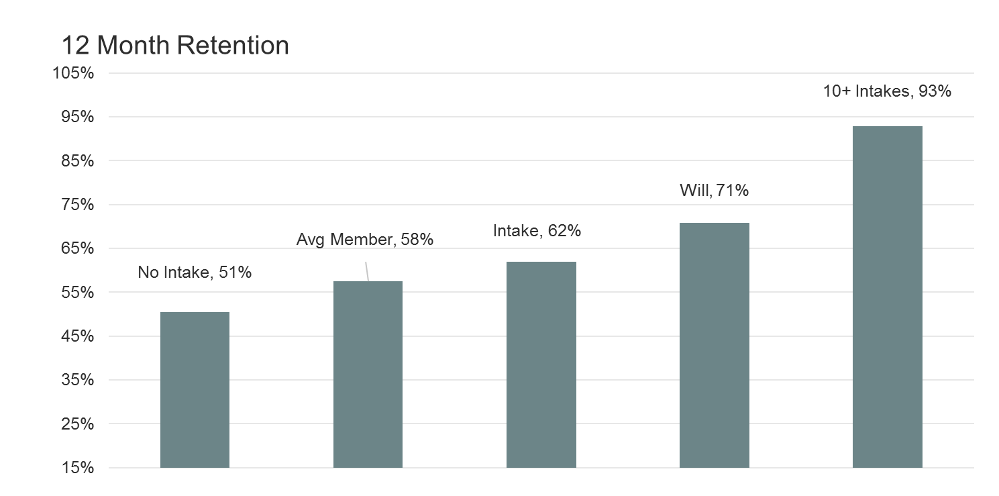 12 Month Retention
105%
10+ Intakes, 93%
95%
85%
Will, 71%
75%
Intake, 62%
Avg Member, 58%
65%
No Intake, 51%
55%
45%
35%
25%
15%